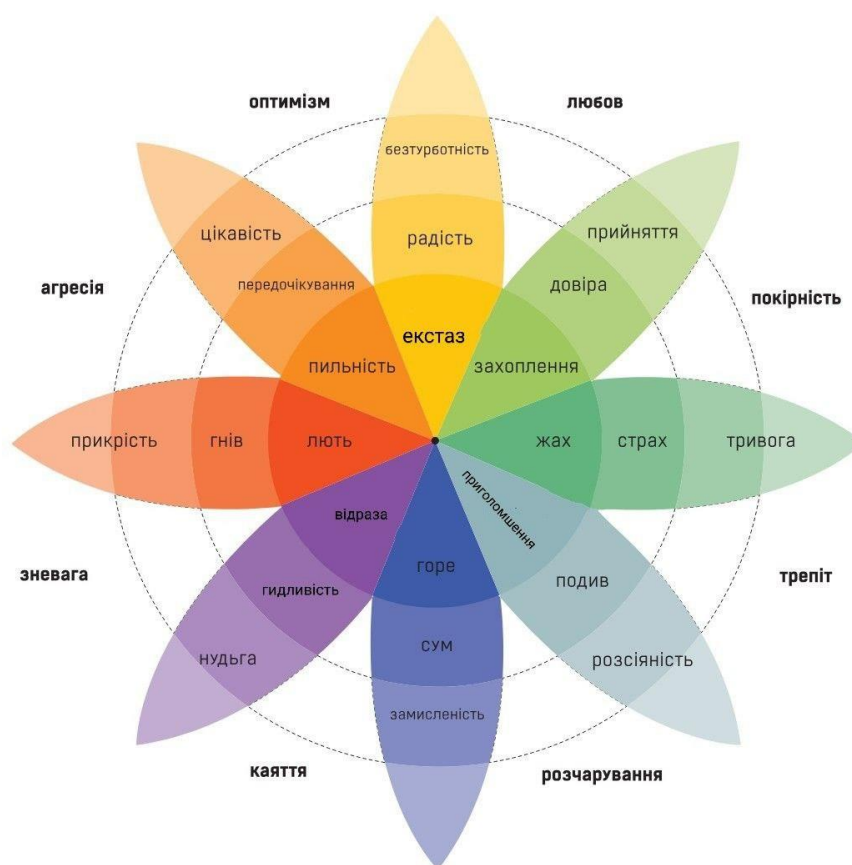 оптимізм
любов
безтурботність
цікавість
прийняття
радість
передочікування
довіра
агресія
покірність
екстаз
пильність
захоплення
прикрість
гнів
лють
жах
страх
тривога
відраза
приголомшення
горе
зневага
гидливість
подив
трепіт
сум
нудьга
розсіяність
замисленість
каяття
розчарування